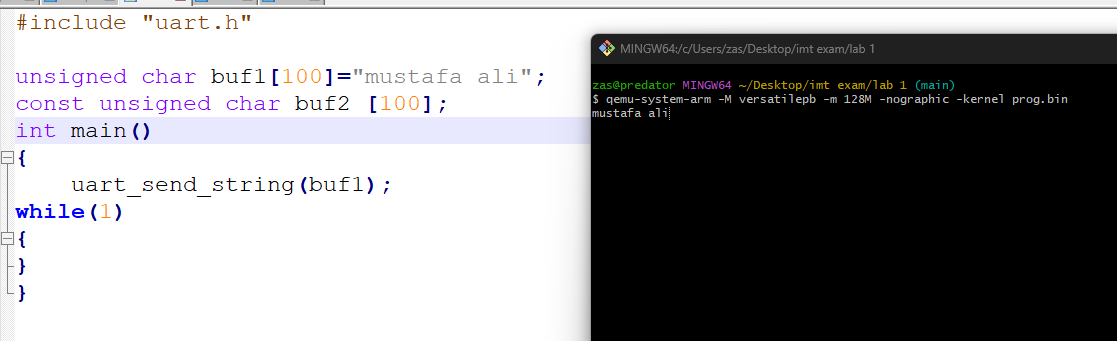 #include "uart.h"
unsigned char buf1[100]="mustafa ali";
const unsigned char buf2 [100];
int main()
{
uart_send_string(buf1);
while(1)
{
}
}
MINGW64:/c/Users/zas/Desktop/imt exam/lab 1
zas@predator MINGW64 ~/Desktop/imt exam/lab 1 (main)
$ qemu-system-arm -M versatilepb -m 128M -nographic -kernel prog.bin
mustafa ali